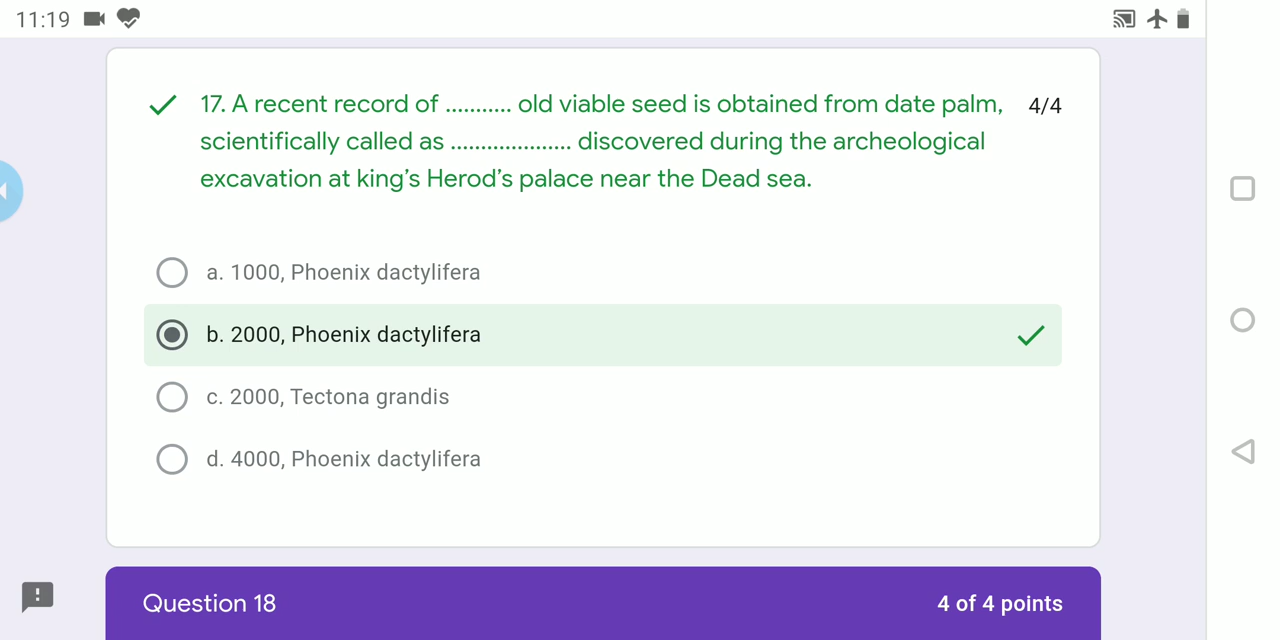 11:19
17. A recent record of ........... old viable seed is obtained from date palm, 4/4
scientifically called as .................... discovered during the archeological
excavation at king’s Herod’s palace near the Dead sea.
a. 1000, Phoenix dactylifera
b. 2000, Phoenix dactylifera
c. 2000, Tectona grandis
d. 4000, Phoenix dactylifera
Question 18 4 of 4 points